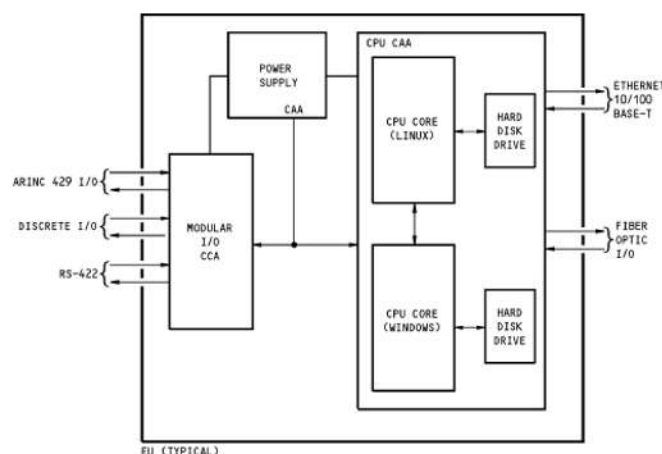 CPU CAA
POWER
SUPPLY
CAA
CPU CORE
(LINUX)
HARD
DISK
DRIVE
ETHERNET
10/100
BASE-T
ARINC 429 I/O
DISCRETE I/O
RS-422
MODULAR
I/O
CCA
FIBER
OPTIC
I/O
CPU CORE
(WINDOWS)
HARD
DISK
DRIVE
EU (TYPICAL)